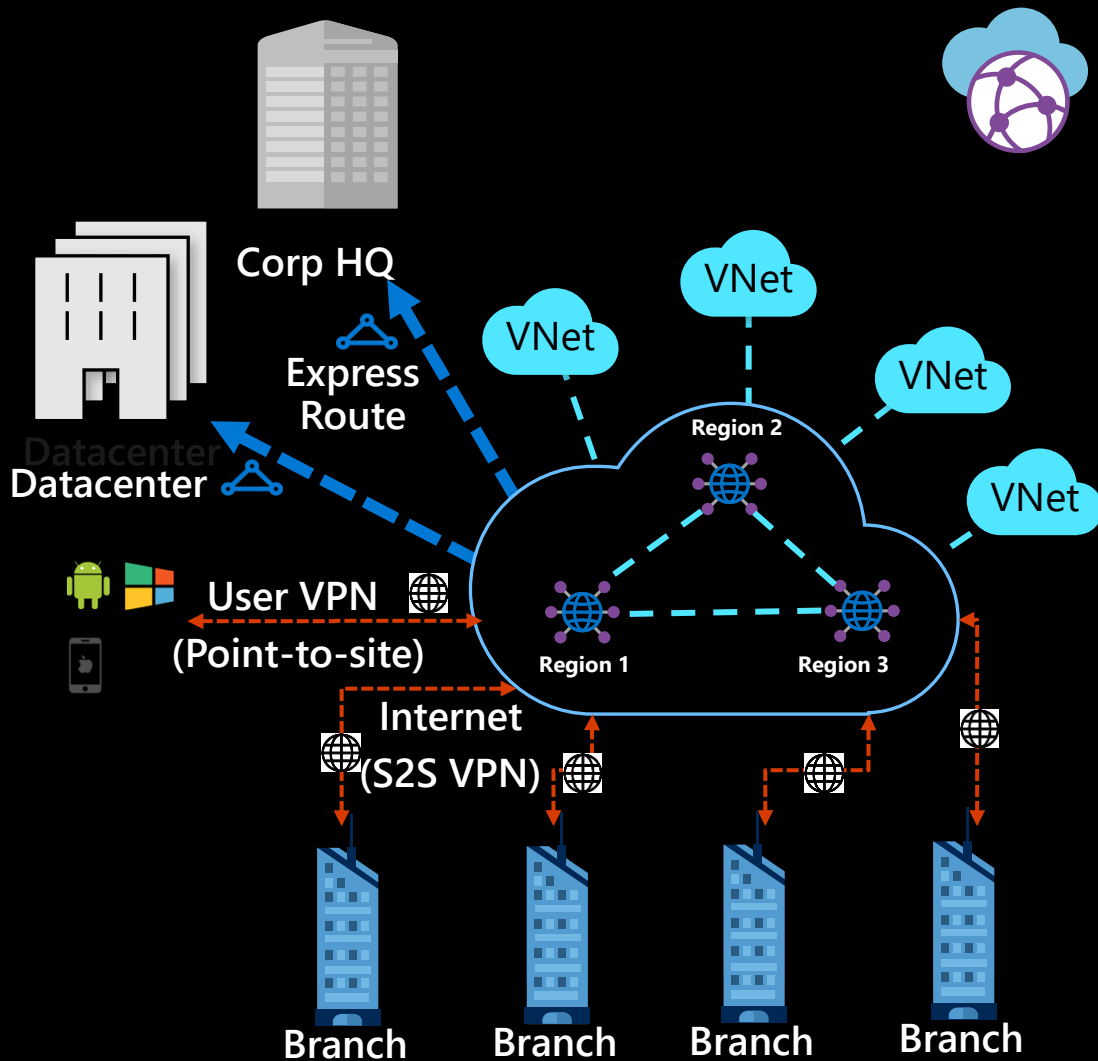 Corp HQ
VNet
VNet
VNet
VNet
Express
Route
Datacenter
Datacenter
Region 2
Region 1
Region 3
User VPN
(Point-to-site)
Internet
(S2S VPN)
Branch
Branch
Branch
Branch